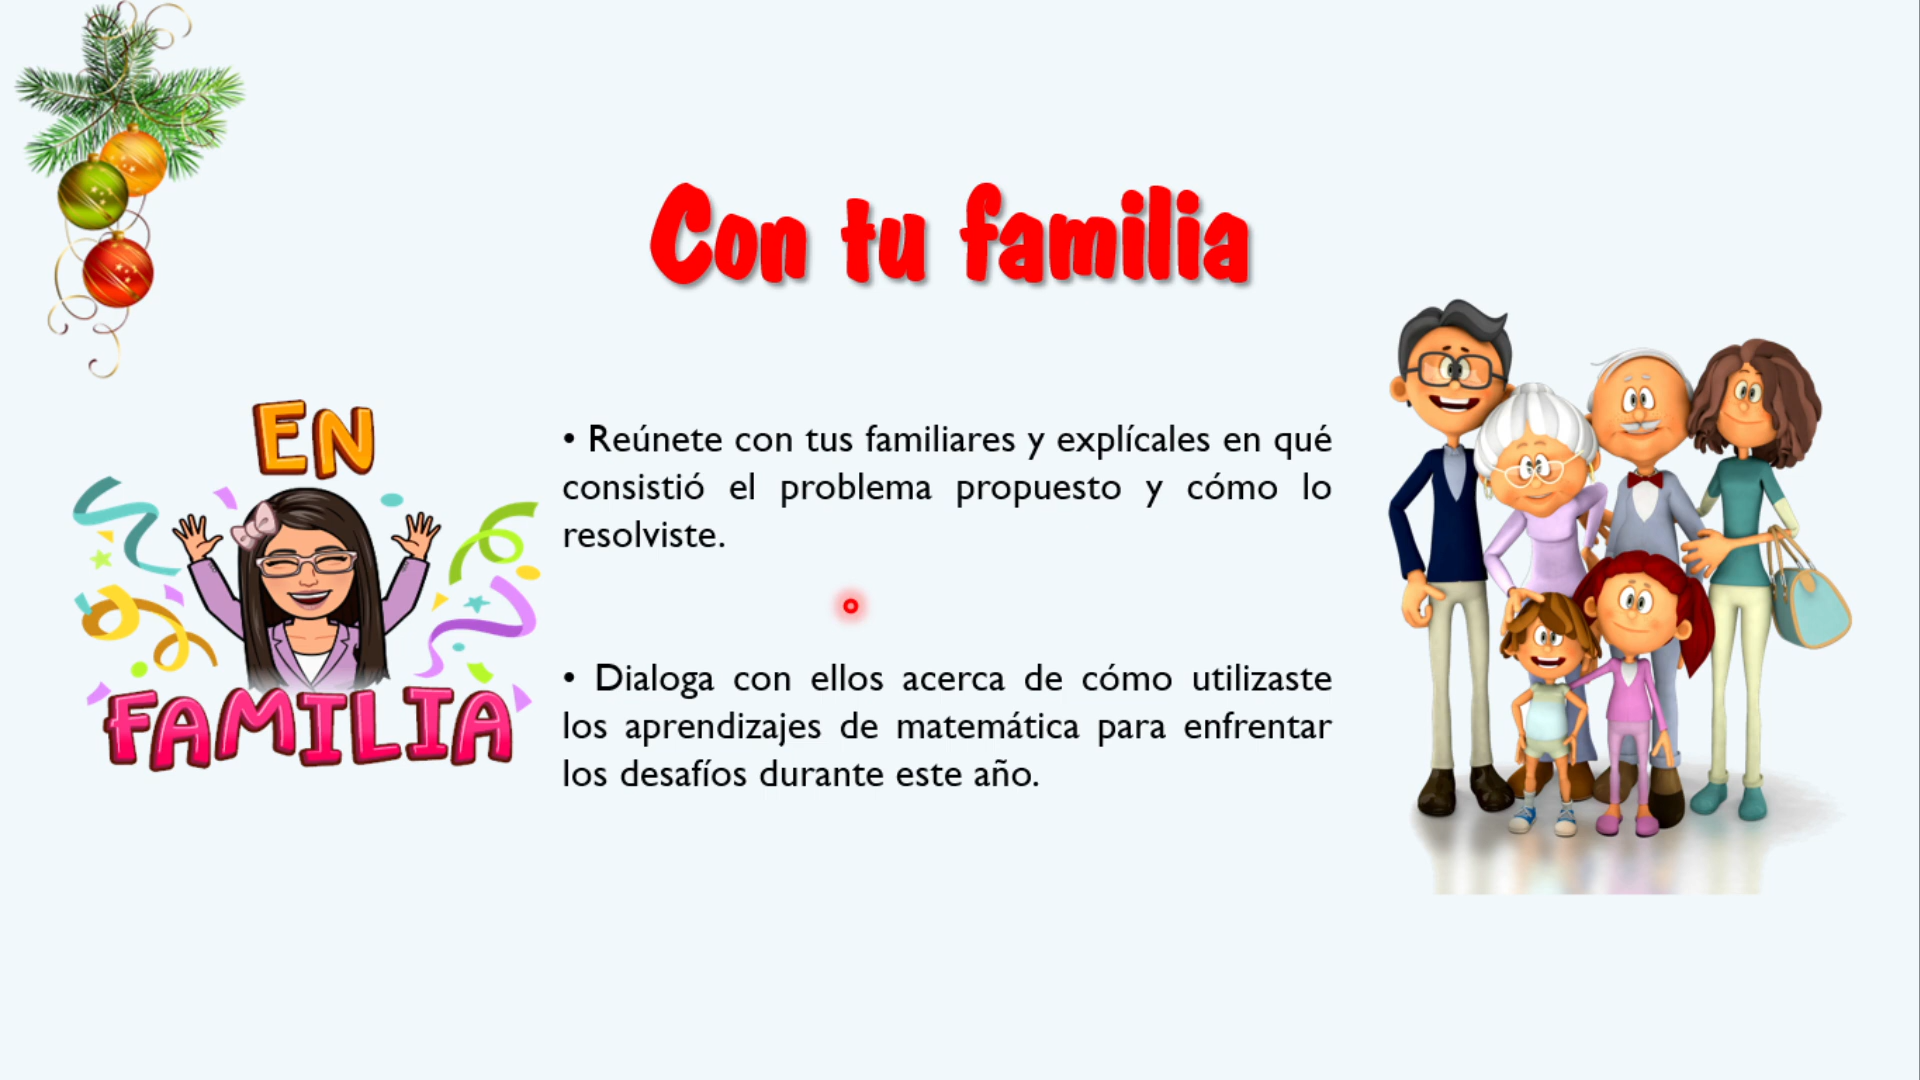 Con tu familia
EN
FAMILIA
• Reúnete con tus familiares y explícales en qué
consistió el problema propuesto y cómo lo
resolviste.
• Dialoga con ellos acerca de cómo utilizaste
los aprendizajes de matemática para enfrentar
los desafíos durante este año.